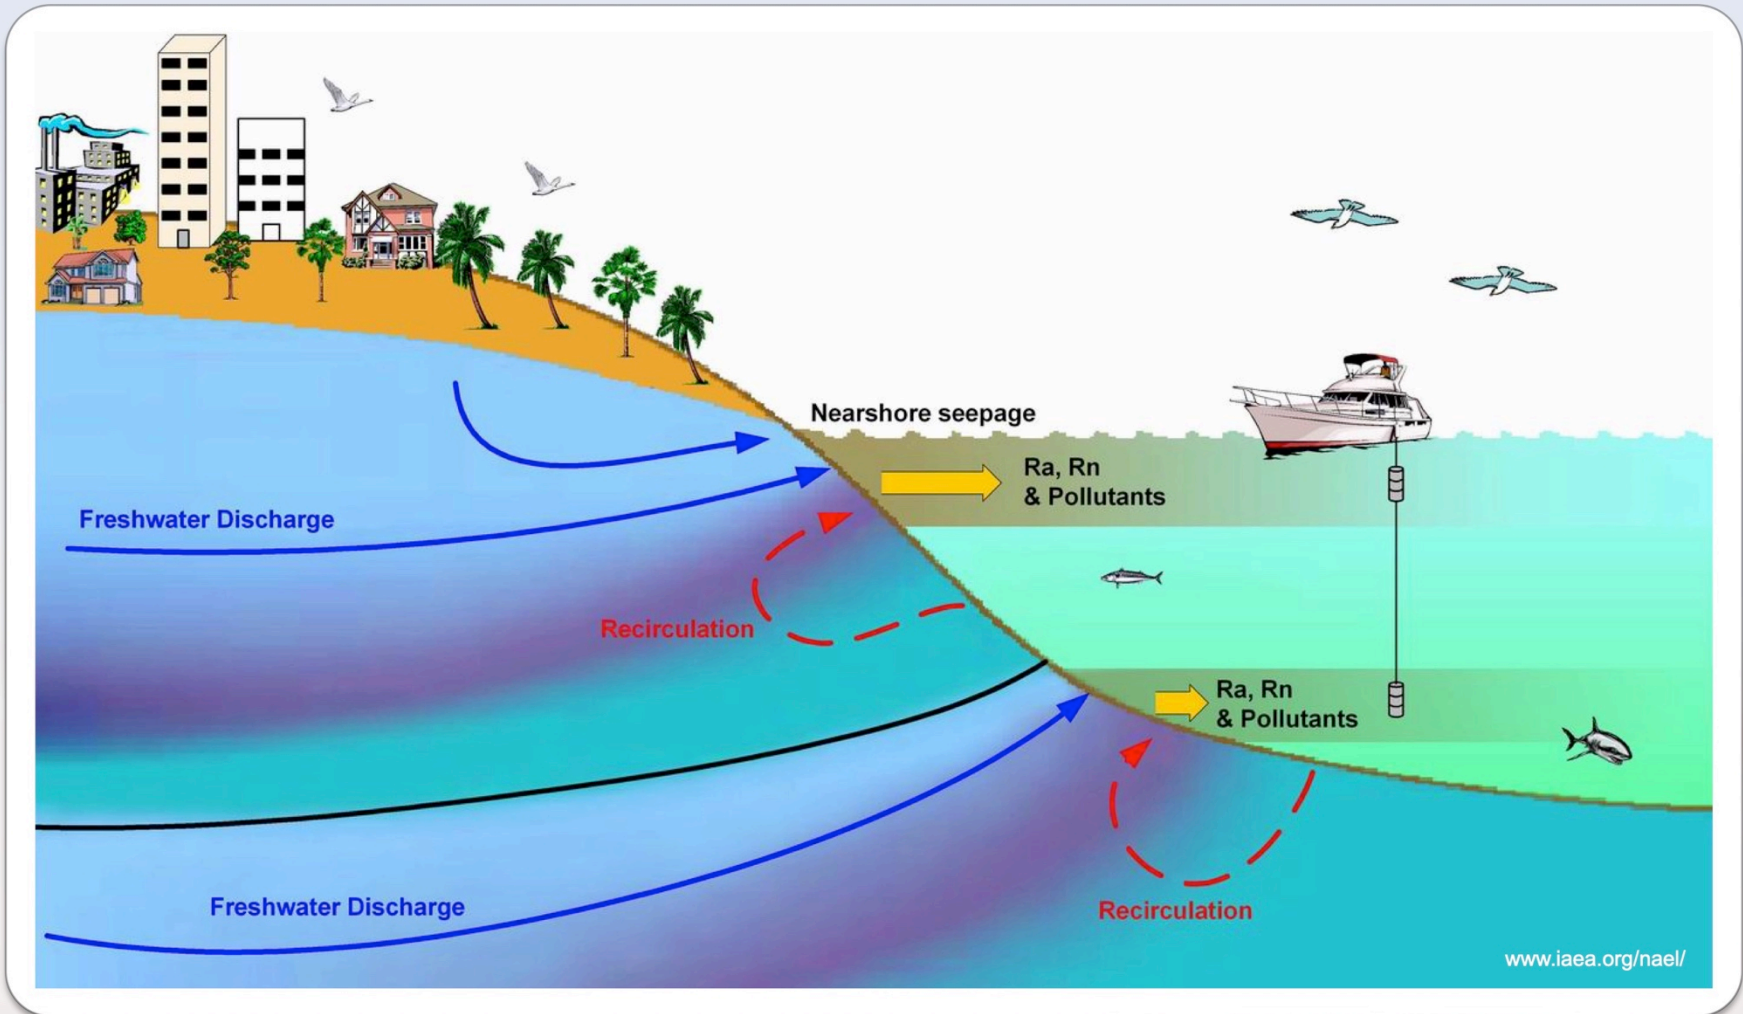 Nearshore seepage
Ra, Rn
& Pollutants
Freshwater Discharge
Recirculation
Ra, Rn
& Pollutants
Freshwater Discharge
Recirculation
www.iaea.org/nael/